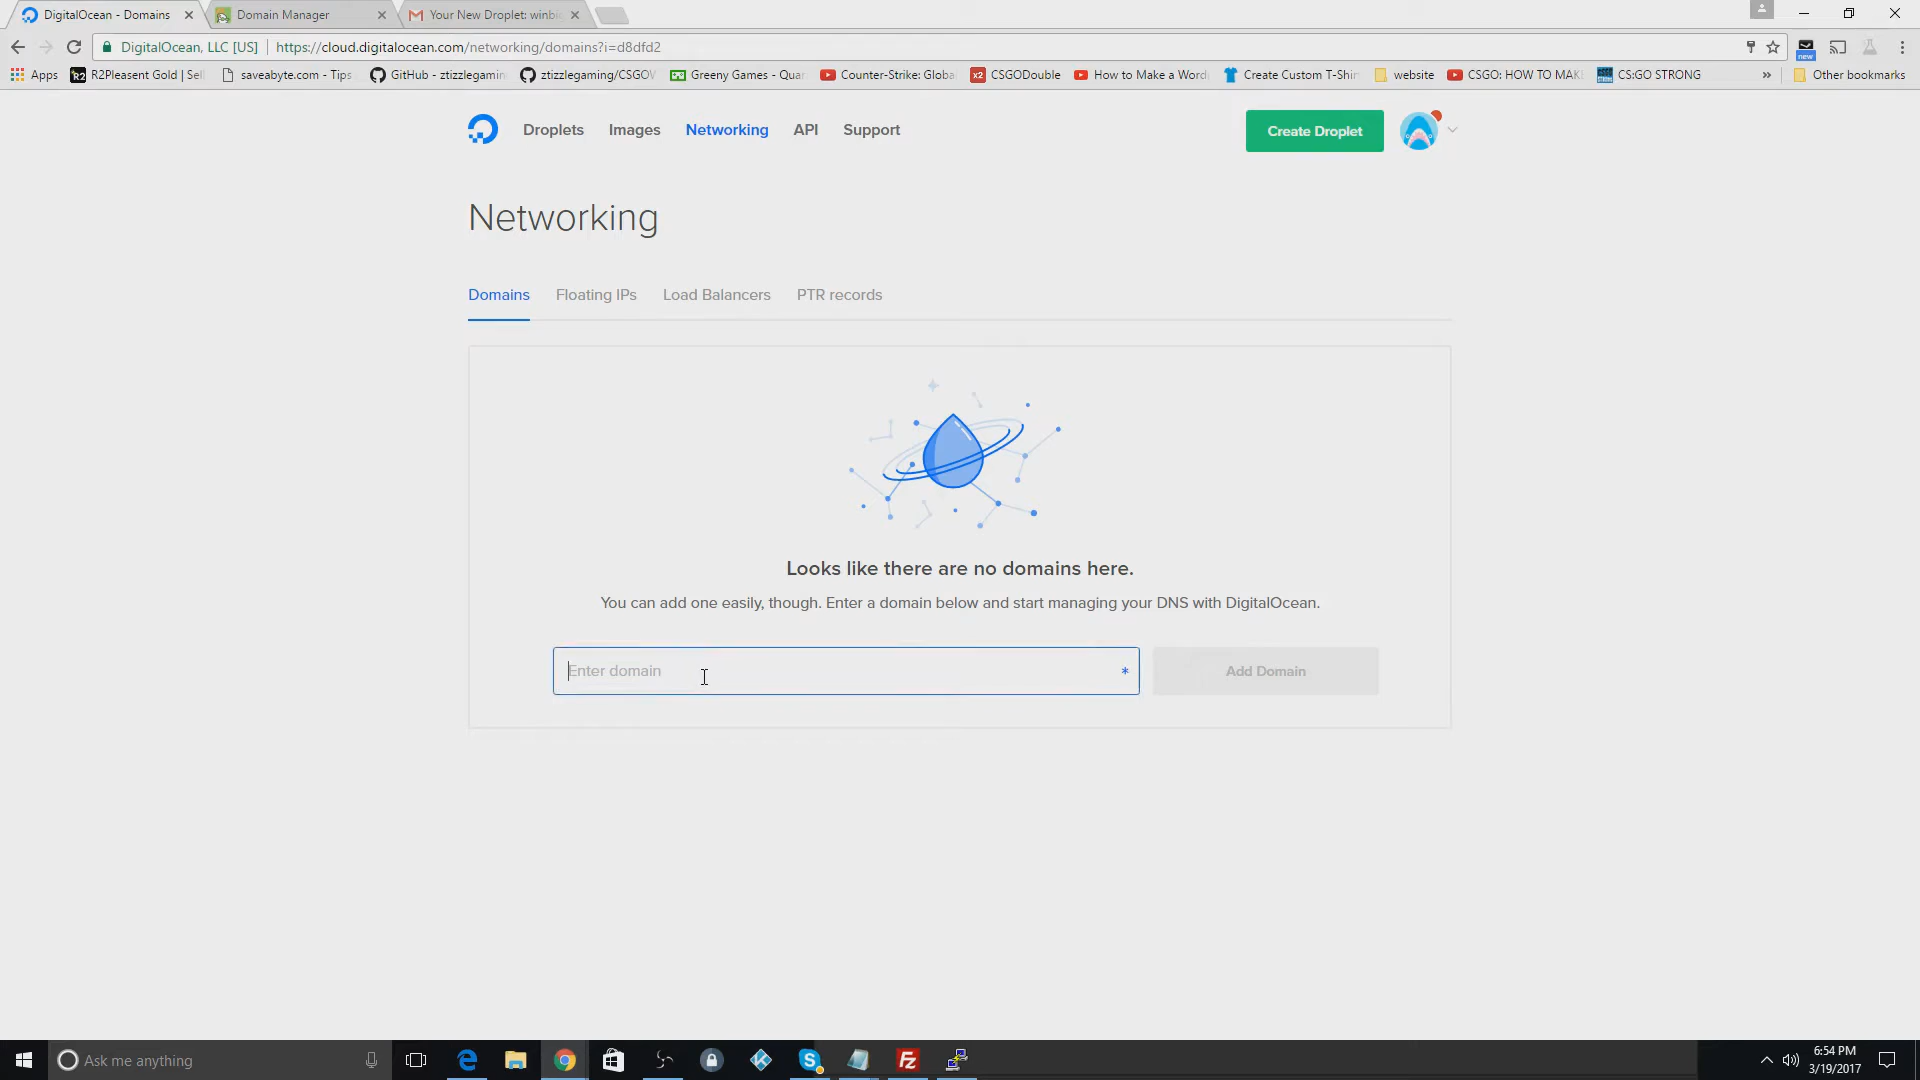 DigitalOcean - Domains
Domain Manager
Your New Droplet: winbi
DigitalOcean, LLC [US]
https://cloud.digitalocean.com/networking/domains?i=d8dfd2
new
Apps
R2Pleasent Gold | Sel
saveabyte.com - Tips
GitHub - ztizzlegamin
ztizzlegaming/CSGOV
Greeny Games - Quar
Counter-Strike: Globa
CSGODouble
How to Make a Word
Create Custom T-Shir
website
CSGO: HOW TO MAK
CS:GO STRONG
Other bookmarks
Droplets
Images
Networking
API
Support
Create Droplet
Networking
Domains
Floating IPs
Load Balancers
PTR records
Looks like there are no domains here.
You can add one easily, though. Enter a domain below and start managing your DNS with DigitalOcean.
Enter domain
*
Add Domain
Ask me anything
6:54 PM
3/19/2017